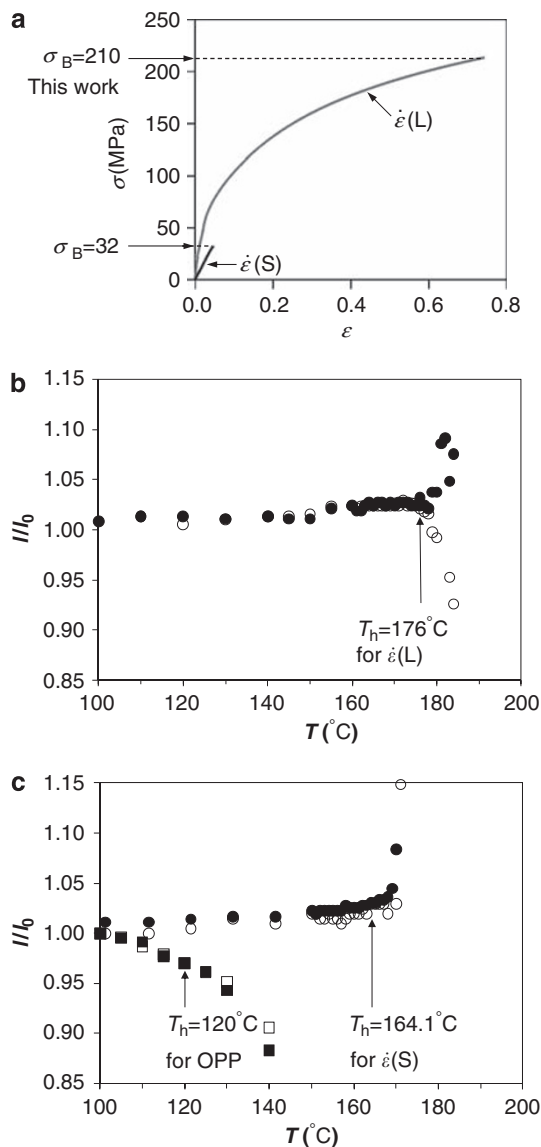 a
250
σB=210
This work
200
150
100
50
0
σ(MPa)
ε̇(L)
σB=32
ε̇(S)
0.0 0.2 0.4 0.6 0.8
ε
b
1.15
1.10
1.05
1.00
0.95
0.90
0.85
I/I0
Th=176°C
for ε̇(L)
100 120 140 160 180 200
T(°C)
c
1.15
1.10
1.05
1.00
0.95
0.90
0.85
I/I0
Th=120°C
for OPP
Th=164.1°C
for ε̇(S)
100 120 140 160 180 200
T(°C)